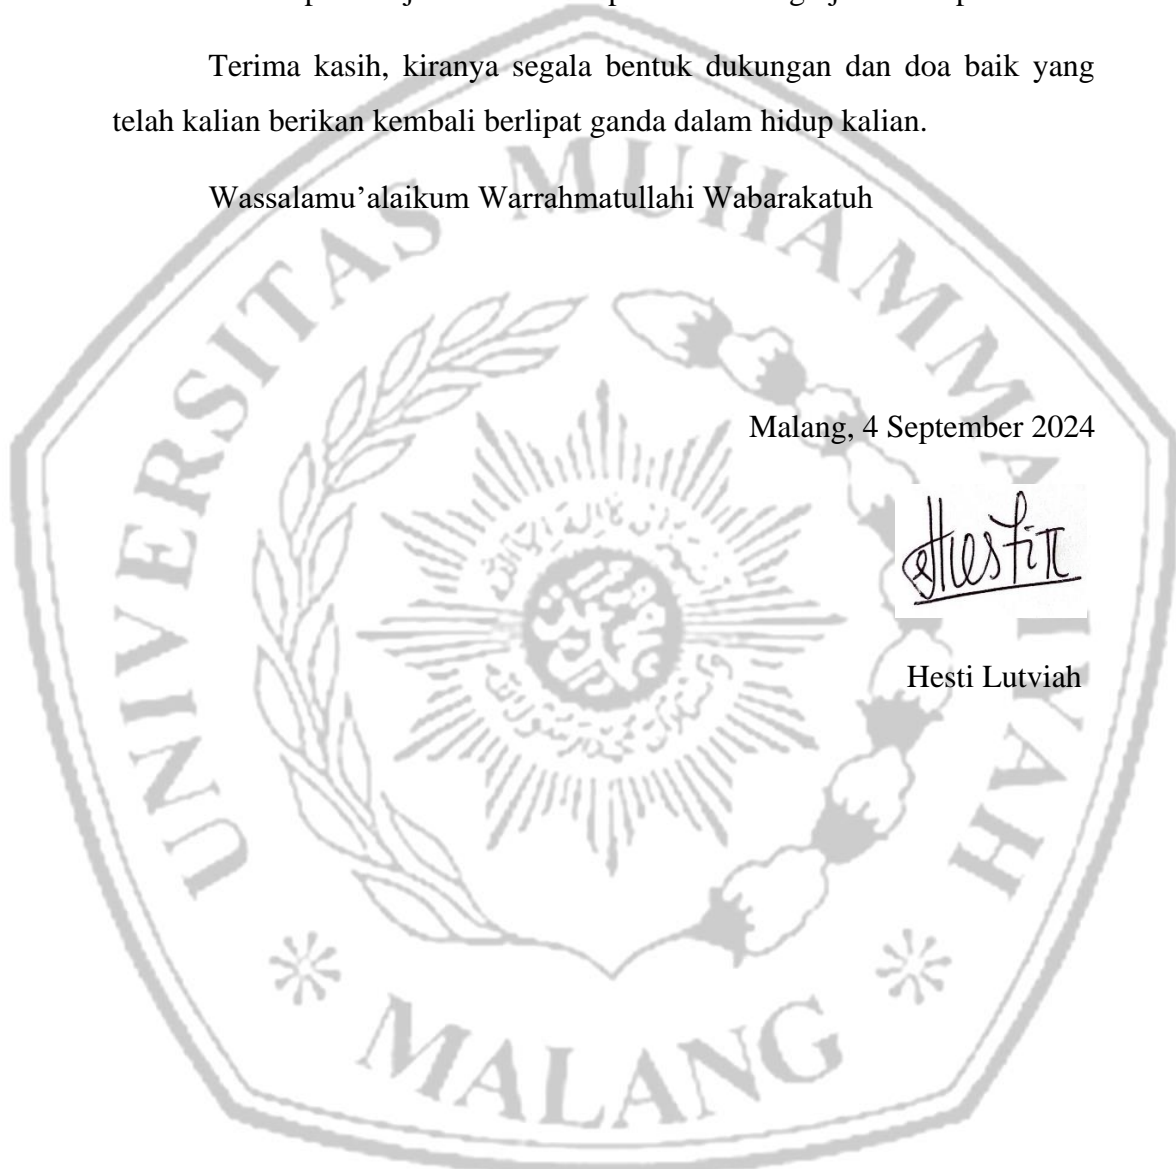 Terima kasih, kiranya segala bentuk dukungan dan doa baik yang
telah kalian berikan kembali berlipat ganda dalam hidup kalian.
Wassalamu’alaikum Warrahmatullahi Wabarakatuh
UNIVERSITAS MUHAMMADIYAH
Malang, 4 September 2024
Hesti
Hesti Lutviah
MALANG